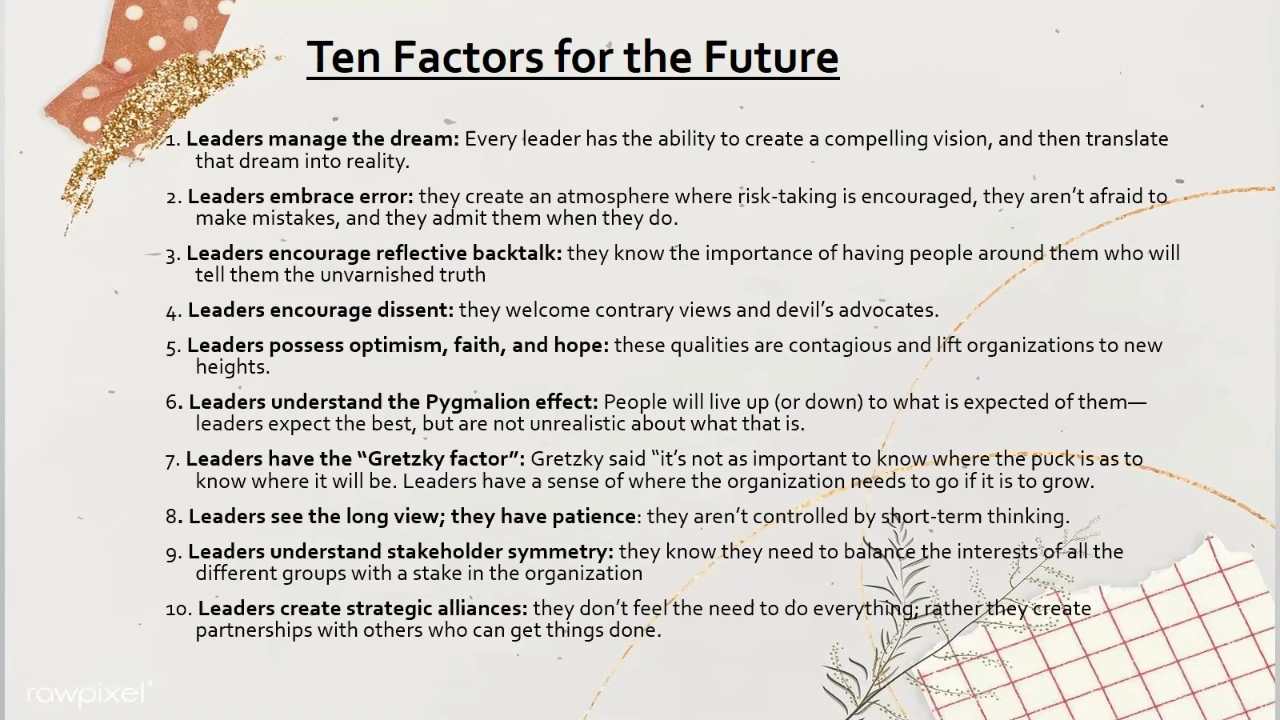 Ten Factors for the Future
1. Leaders manage the dream: Every leader has the ability to create a compelling vision, and then translate
that dream into reality.
2. Leaders embrace error: they create an atmosphere where risk-taking is encouraged, they aren’t afraid to
make mistakes, and they admit them when they do.
3. Leaders encourage reflective backtalk: they know the importance of having people around them who will
tell them the unvarnished truth
4. Leaders encourage dissent: they welcome contrary views and devil’s advocates.
5. Leaders possess optimism, faith, and hope: these qualities are contagious and lift organizations to new
heights.
6. Leaders understand the Pygmalion effect: People will live up (or down) to what is expected of them—
leaders expect the best, but are not unrealistic about what that is.
7. Leaders have the “Gretzky factor”: Gretzky said “it’s not as important to know where the puck is as to
know where it will be. Leaders have a sense of where the organization needs to go if it is to grow.
8. Leaders see the long view; they have patience: they aren’t controlled by short-term thinking.
9. Leaders understand stakeholder symmetry: they know they need to balance the interests of all the
different groups with a stake in the organization
10. Leaders create strategic alliances: they don’t feel the need to do everything; rather they create
partnerships with others who can get things done.
rawpixel